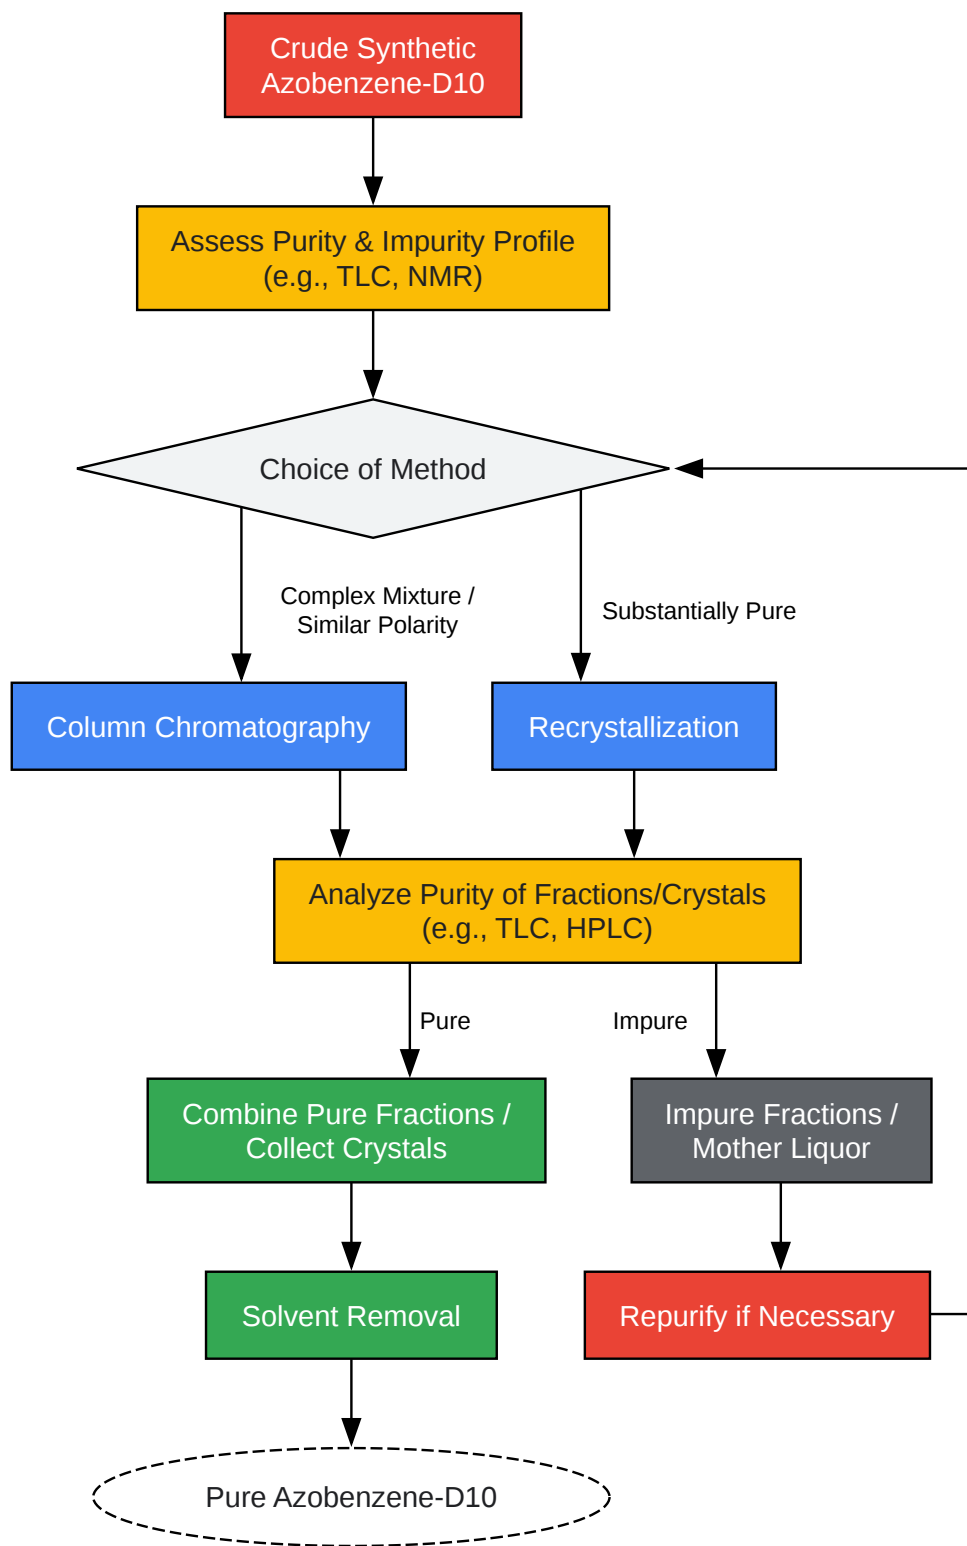 Crude Synthetic
Azobenzene-D10
Assess Purity & Impurity Profile
(e.g., TLC, NMR)
Choice of Method
Complex Mixture /
Similar Polarity
Substantially Pure
Column Chromatography
Recrystallization
Analyze Purity of Fractions/Crystals
(e.g., TLC, HPLC)
Pure
Impure
Combine Pure Fractions /
Collect Crystals
Impure Fractions /
Mother Liquor
Solvent Removal
Repurify if Necessary
Pure Azobenzene-D10